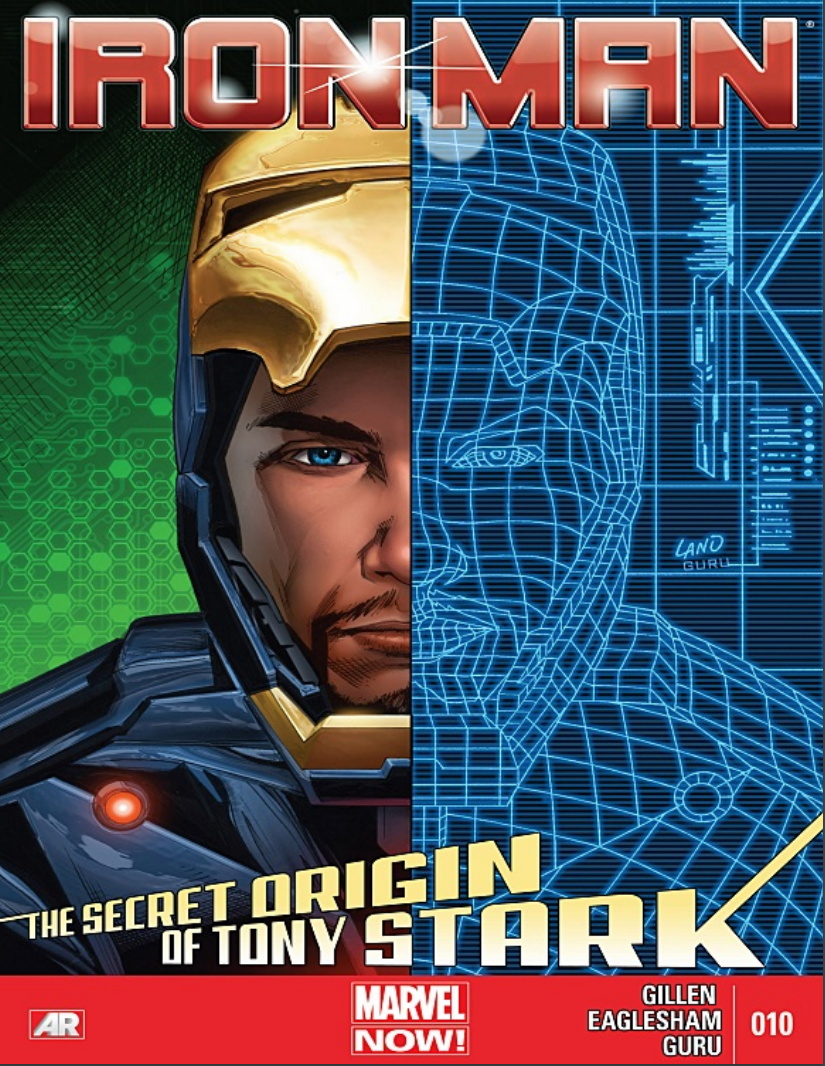 IRON MAN
®
LAND
GURU
THE SECRET ORIGIN
OF TONY STARK
AR
MARVEL
NOW!
GILLEN
EAGLESHAM
GURU
010